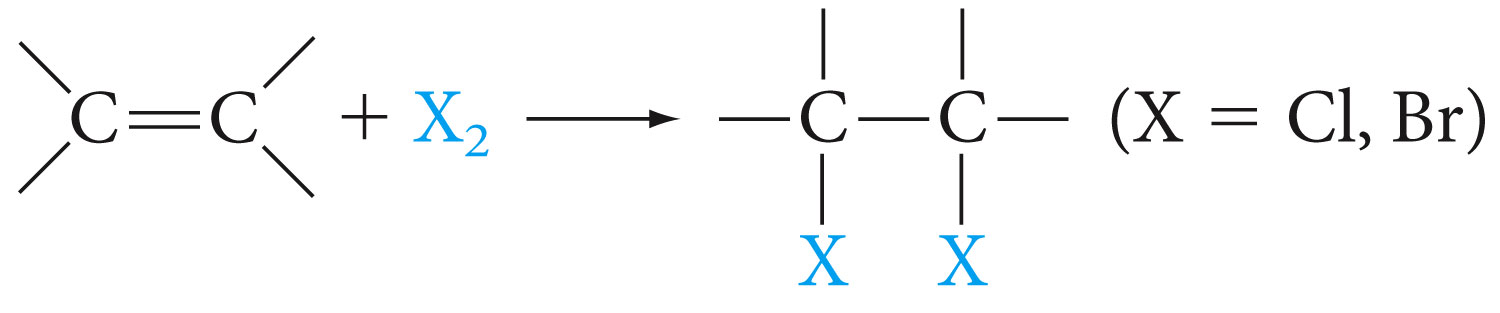 C=C + X₂ → —C—C— (X = Cl, Br)
X X